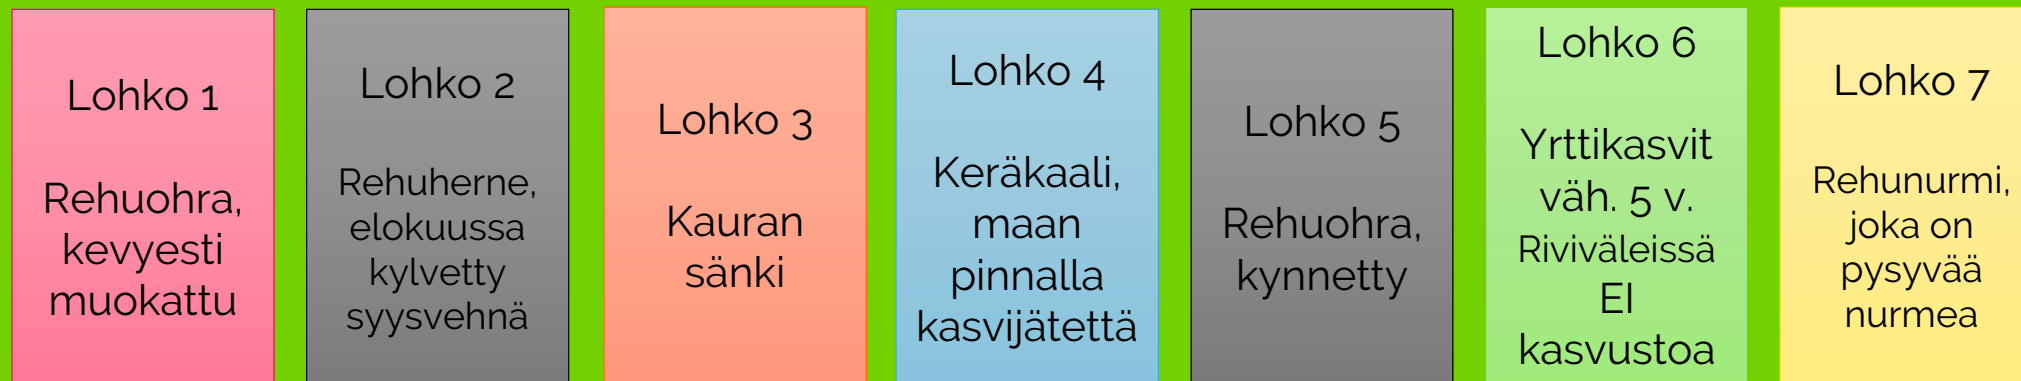 Lohko 1
Rehuohra,
kevyesti
muokattu
Lohko 2
Rehuherne,
elokuussa
kylvetty
syysvehnä
Lohko 3
Kauran
sänki
Lohko 4
Keräkaali,
maan
pinnalla
kasvijätettä
Lohko 5
Rehuohra,
kynnetty
Lohko 6
Yrttikasvit
väh. 5 v.
Riviväleissä
EI
kasvustoa
Lohko 7
Rehunurmi,
joka on
pysyvää
nurmea